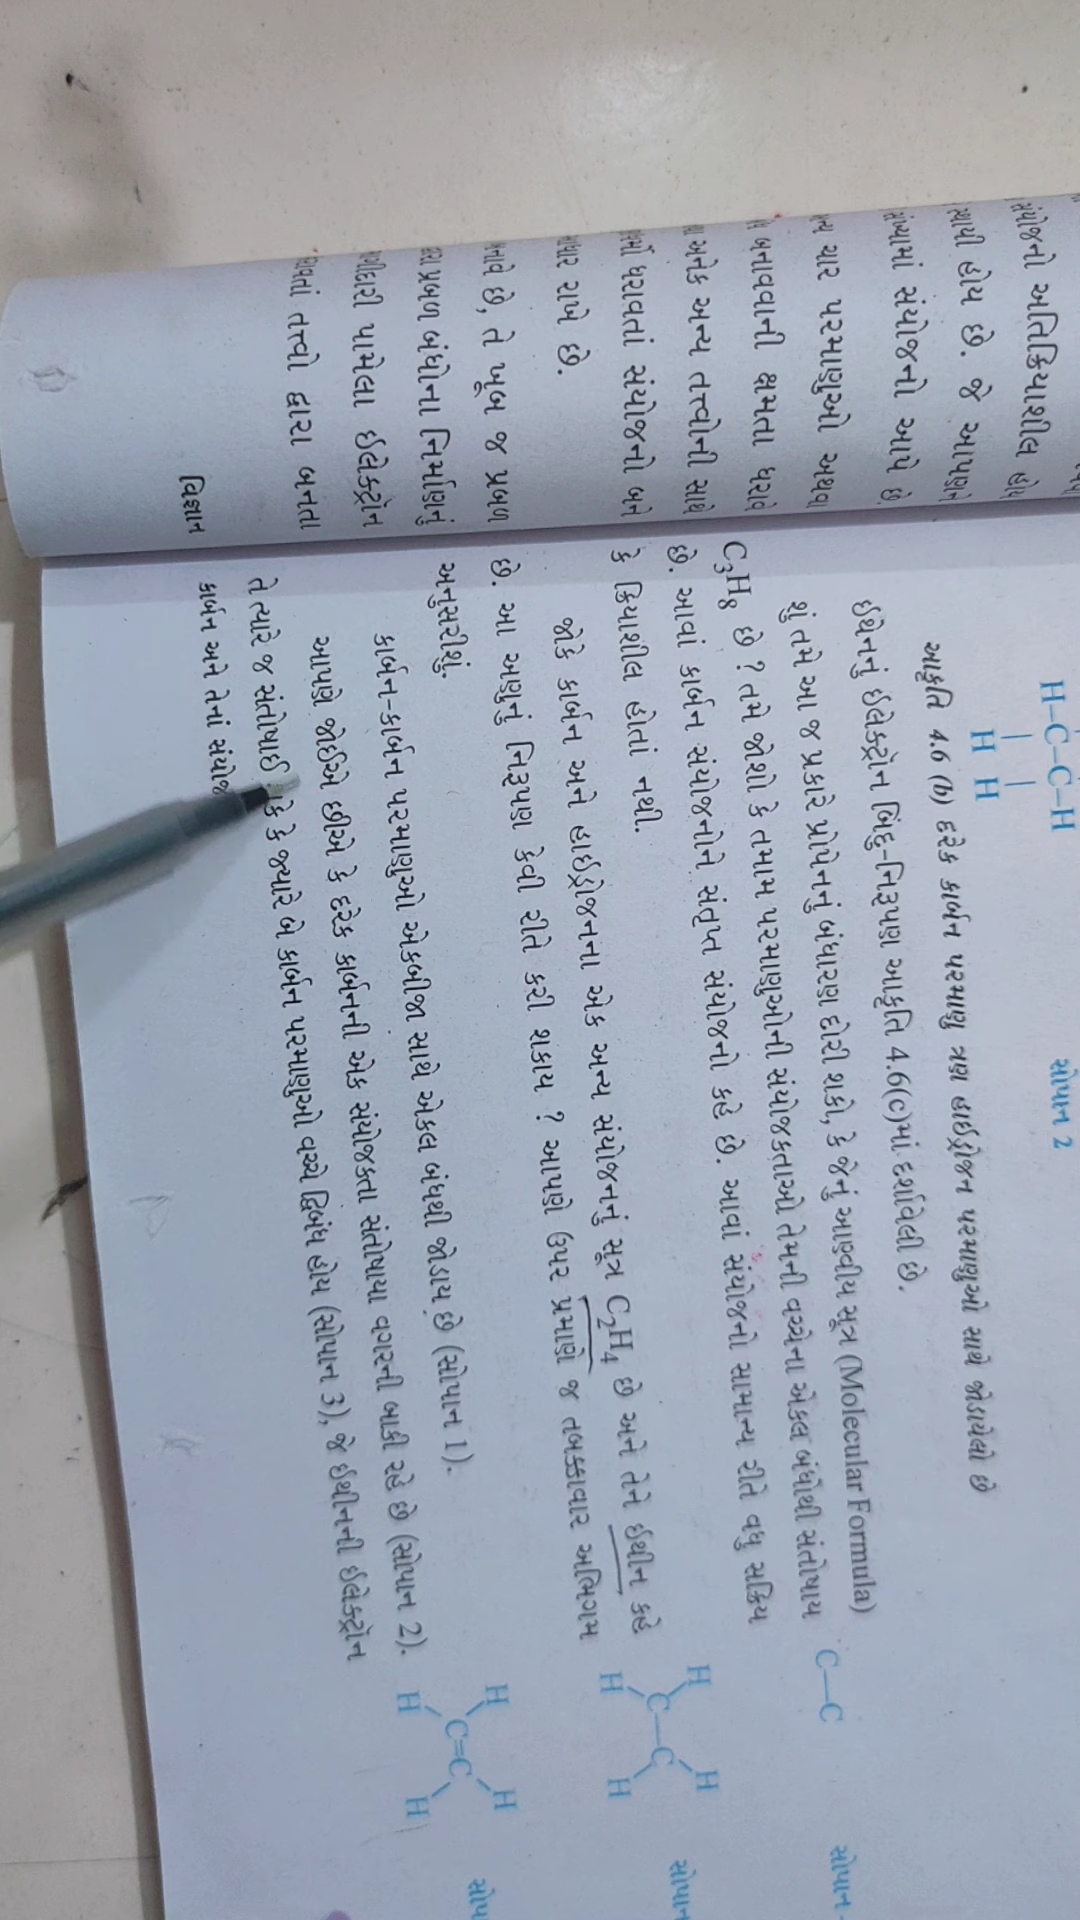 સંયોજનો અતિક્રિયાશીલ
હોય છે. જે આપણને
સંયોજનો આપે છે
ચાર પરમાણુઓ અથવા
બનાવવાની ક્ષમતા ધરાવે
અનેક અન્ય તત્ત્વોની સાથે
ધરાવતાં સંયોજનો બને
રાખે છે.
બનાવે છે, તે ખૂબ જ પ્રબળ
પ્રબળ બંધોના નિર્માણનું
પામેલા ઇલેક્ટ્રોન
તત્ત્વો દ્વારા બનતા
વિજ્ઞાન
H–C–C–H
H H
સોપાન 2
આકૃતિ 4.6 (b) દરેક કાર્બન પરમાણુ ત્રણ હાઇડ્રોજન પરમાણુઓ સાથે જોડાયેલો છે
ઇથેનનું ઇલેક્ટ્રોન બિંદુ-નિરૂપણ આકૃતિ 4.6(c)માં દર્શાવેલી છે.
શું તમે આ જ પ્રકારે પ્રોપેનનું બંધારણ દોરી શકો, કે જેનું આણ્વીય સૂત્ર (Molecular Formula)
C₃H₈ છે ? તમે જોશો કે તમામ પરમાણુઓની સંયોજકતાઓ તેમની વચ્ચેના એકલ બંધોથી સંતોષાય
છે. આવાં કાર્બન સંયોજનોને સંતૃપ્ત સંયોજનો કહે છે. આવાં સંયોજનો સામાન્ય રીતે વધુ સક્રિય
કે ક્રિયાશીલ હોતાં નથી.
જોકે કાર્બન અને હાઇડ્રોજનના એક અન્ય સંયોજનનું સૂત્ર C₂H₄ છે અને તેને ઇથીન કહે
છે. આ અણુનું નિરૂપણ કેવી રીતે કરી શકાય ? આપણે ઉપર પ્રમાણે જ તબક્કાવાર અભિગમ
અનુસરીશું.
કાર્બન-કાર્બન પરમાણુઓ એકબીજા સાથે એકલ બંધથી જોડાય છે (સોપાન 1).
આપણે જોઈએ છીએ કે દરેક કાર્બનની એક સંયોજકતા સંતોષાયા વગરની બાકી રહે છે (સોપાન 2).
તે ત્યારે જ સંતોષાઈ કે જ્યારે બે કાર્બન પરમાણુઓ વચ્ચે દ્વિબંધ હોય (સોપાન 3), જે ઇથીનની ઇલેક્ટ્રોન
કાર્બન અને તેનાં
C—C
સોપાન
H H
C—C
H H
સોપાન
H H
C=C
H H